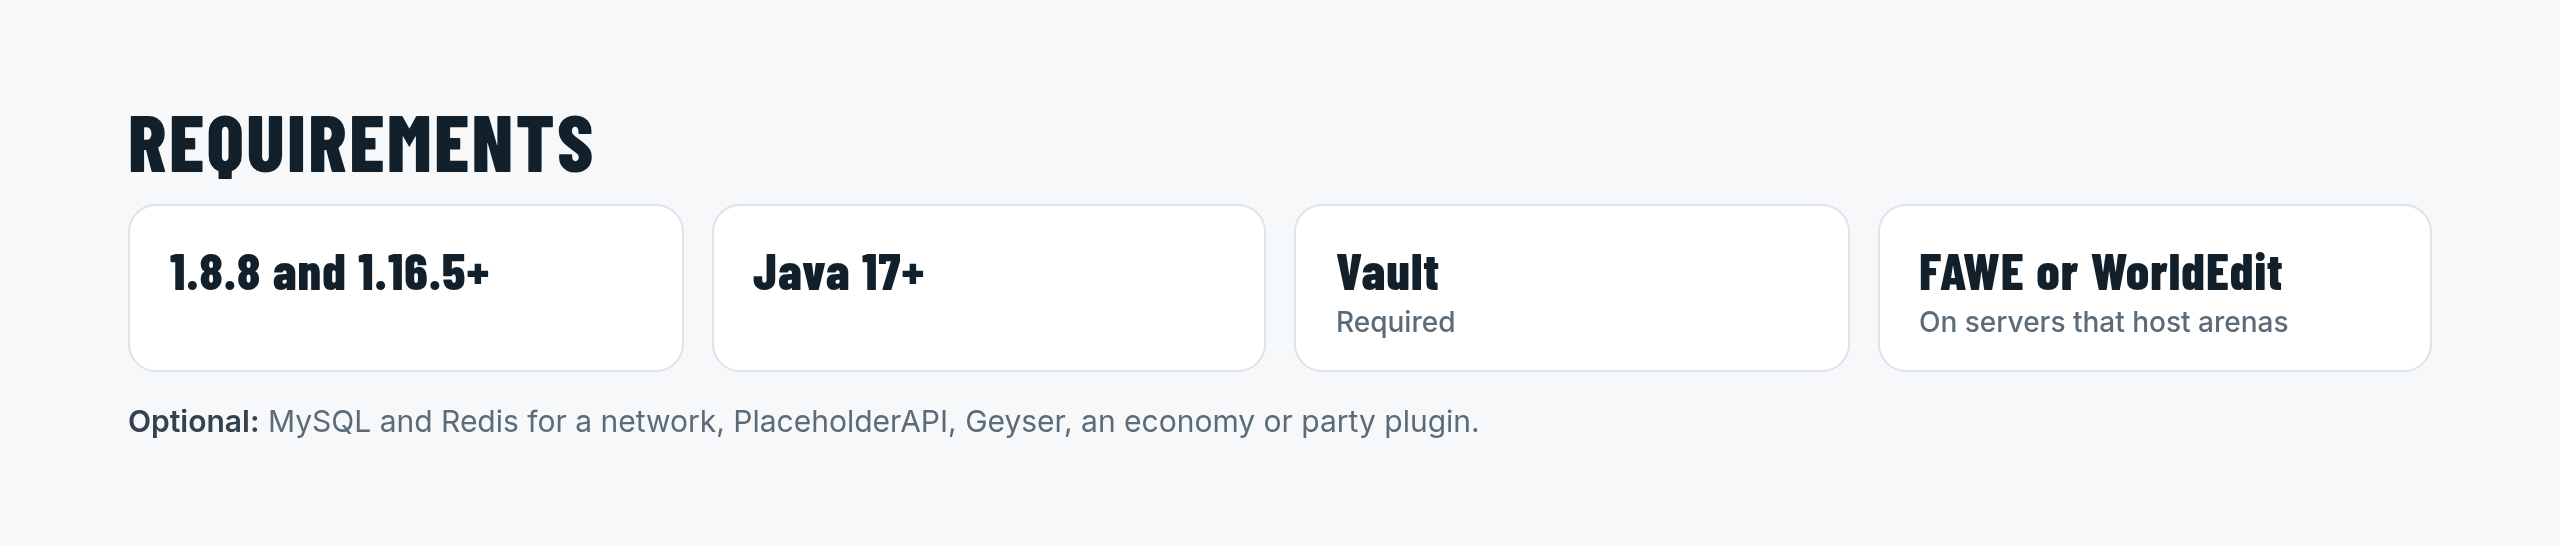 REQUIREMENTS
1.8.8 and 1.16.5+
Java 17+
Vault
Required
FAWE or WorldEdit
On servers that host arenas
Optional: MySQL and Redis for a network, PlaceholderAPI, Geyser, an economy or party plugin.